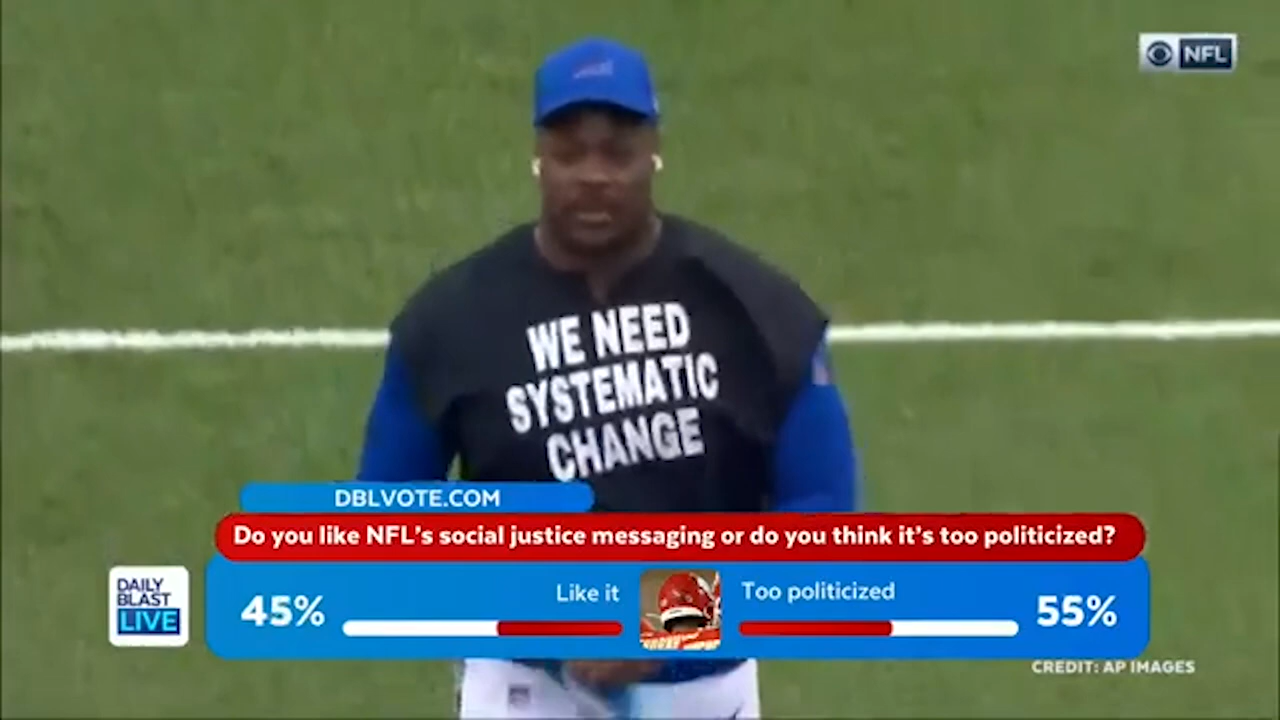 NFL
WE NEED
SYSTEMATIC
CHANGE
DBLVOTE.COM
Do you like NFL's social justice messaging or do you think it's too politicized?
DAILY
BLAST
LIVE
45%
Like it
Too politicized
55%
CREDIT: AP IMAGES